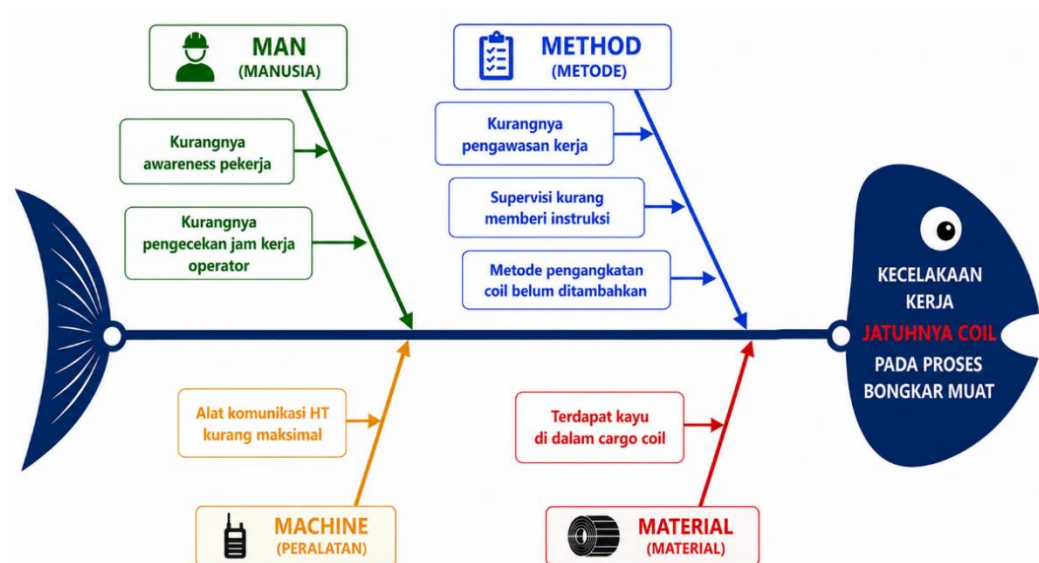 MAN
(MANUSIA)
Kurangnya
awareness pekerja
Kurangnya
pengecekan jam kerja
operator
METHOD
(METODE)
Kurangnya
pengawasan kerja
Supervisi kurang
memberi instruksi
Metode pengangkatan
coil belum ditambahkan
KECELAKAAN
KERJA
JATUHNYA COIL
PADA PROSES
BONGKAR MUAT
Alat komunikasi HT
kurang maksimal
MACHINE
(PERALATAN)
Terdapat kayu
di dalam cargo coil
MATERIAL
(MATERIAL)